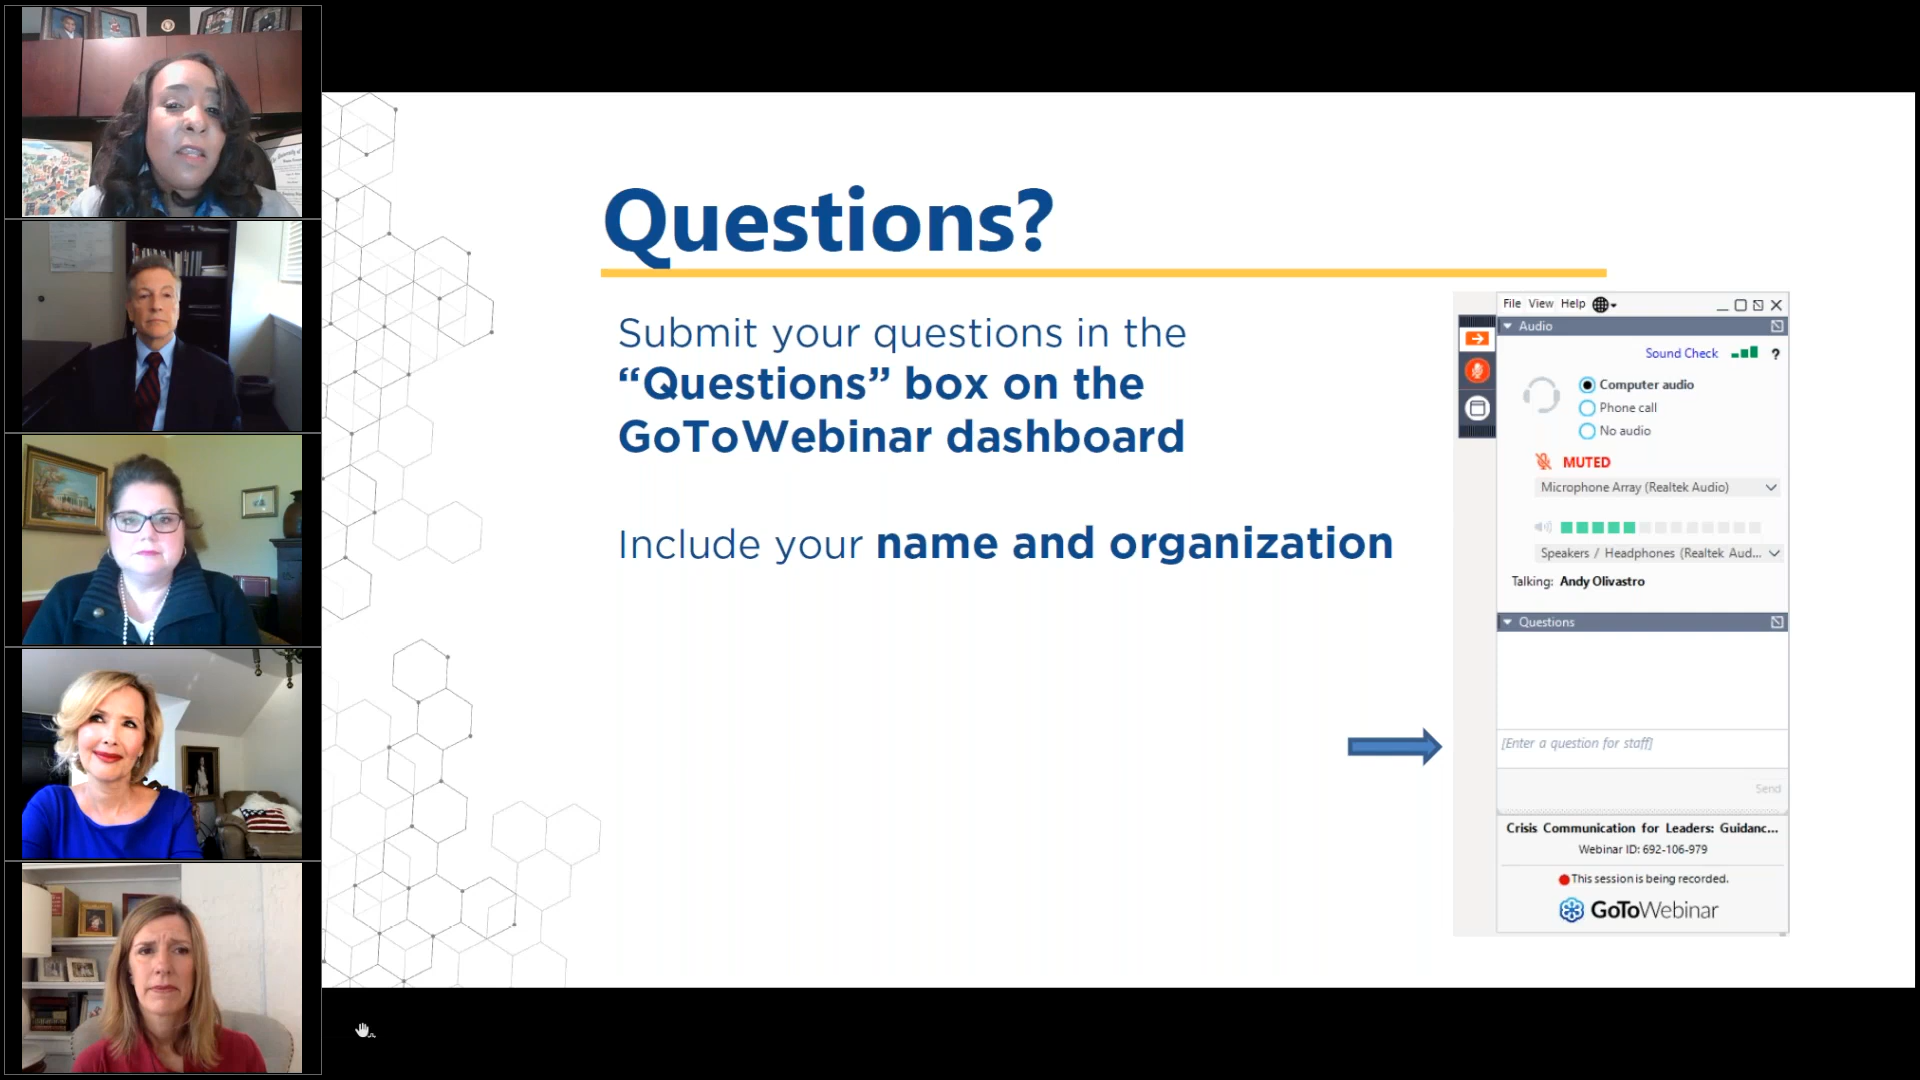 Questions?
Submit your questions in the
“Questions” box on the
GoToWebinar dashboard
Include your name and organization
File View Help
Audio
Sound Check ?
Computer audio
Phone call
No audio
MUTED
Microphone Array (Realtek Audio)
Speakers / Headphones (Realtek Aud...
Talking: Andy Olivastro
Questions
[Enter a question for staff]
Send
Crisis Communication for Leaders: Guidanc...
Webinar ID: 692-106-979
This session is being recorded.
GoToWebinar